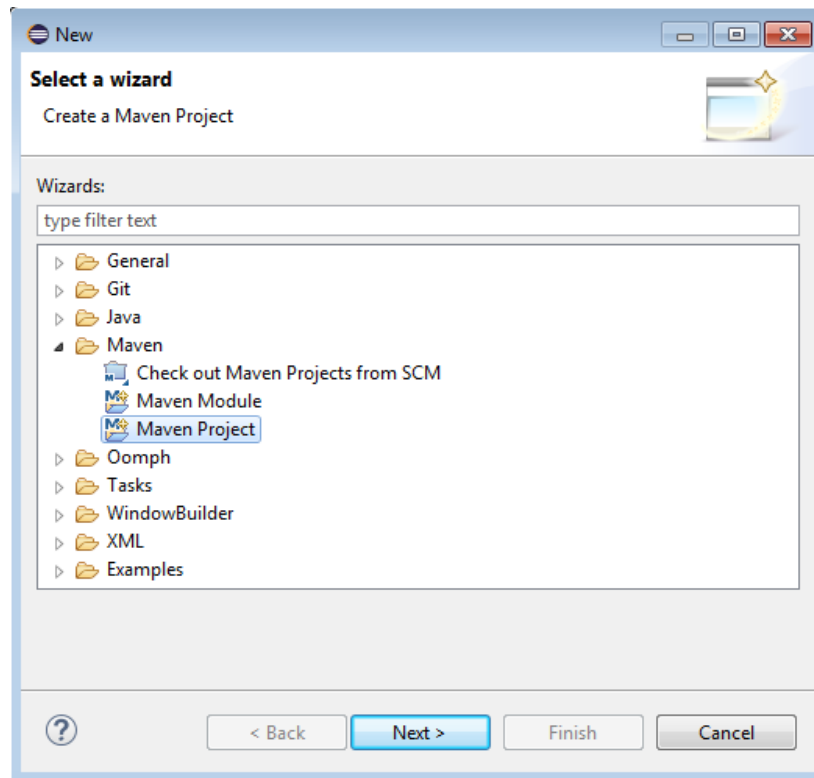 New
Select a wizard
Create a Maven Project
Wizards:
type filter text
General
Git
Java
Maven
Check out Maven Projects from SCM
Maven Module
Maven Project
Oomph
Tasks
WindowBuilder
XML
Examples
? < Back Next > Finish Cancel